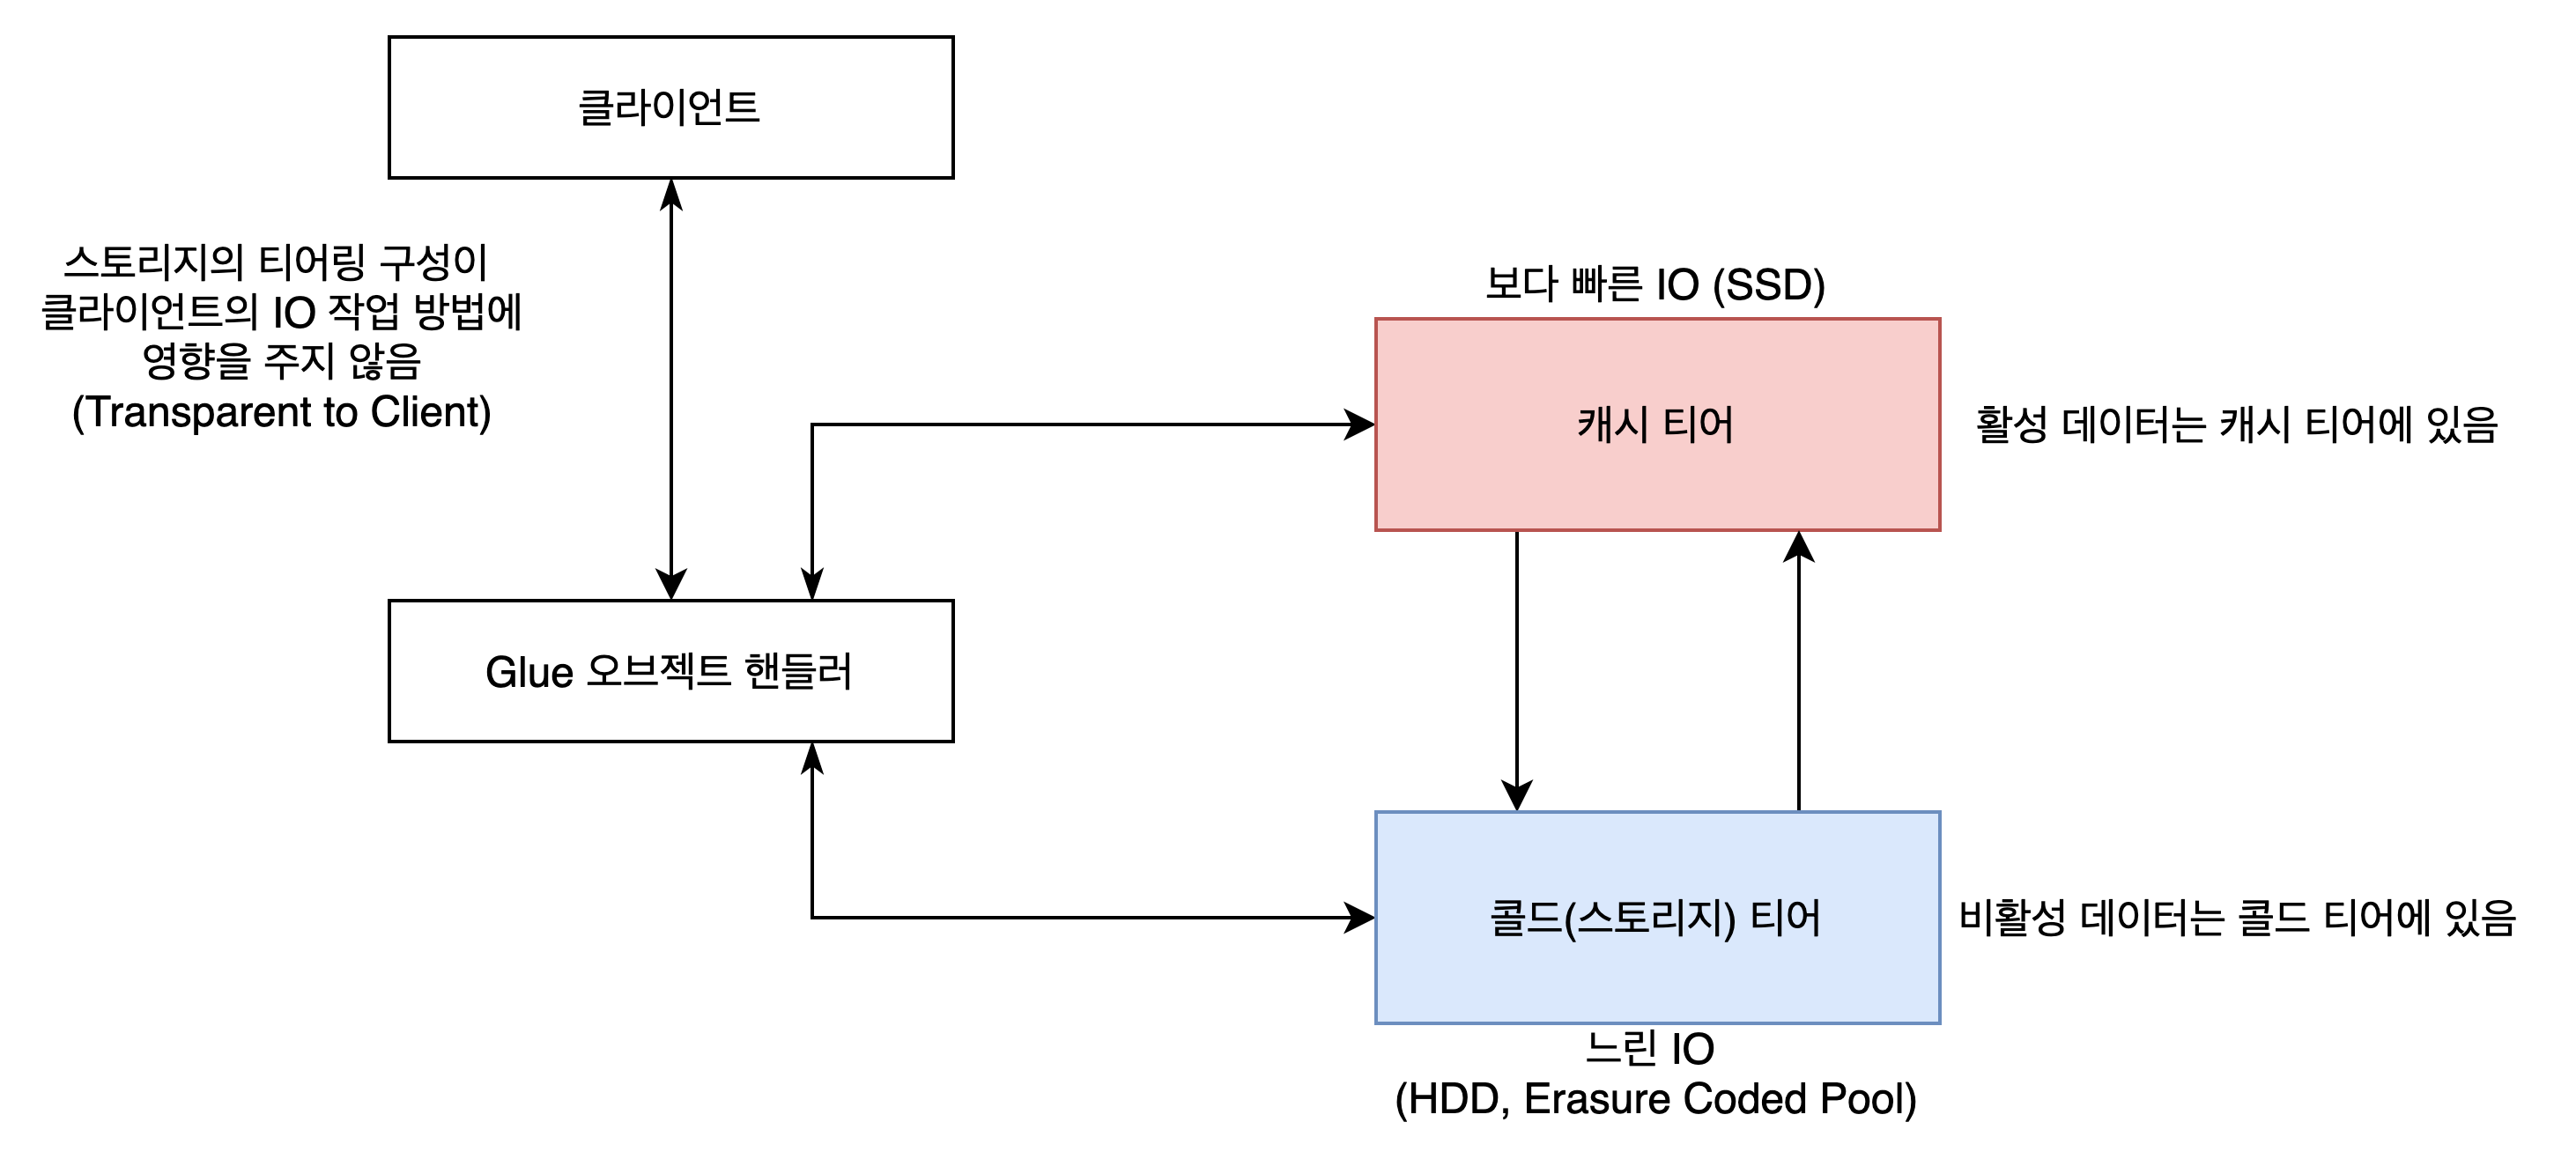 클라이언트
스토리지의 티어링 구성이
클라이언트의 IO 작업 방법에
영향을 주지 않음
(Transparent to Client)
보다 빠른 IO (SSD)
캐시 티어
활성 데이터는 캐시 티어에 있음
Glue 오브젝트 핸들러
콜드(스토리지) 티어
비활성 데이터는 콜드 티어에 있음
느린 IO
(HDD, Erasure Coded Pool)